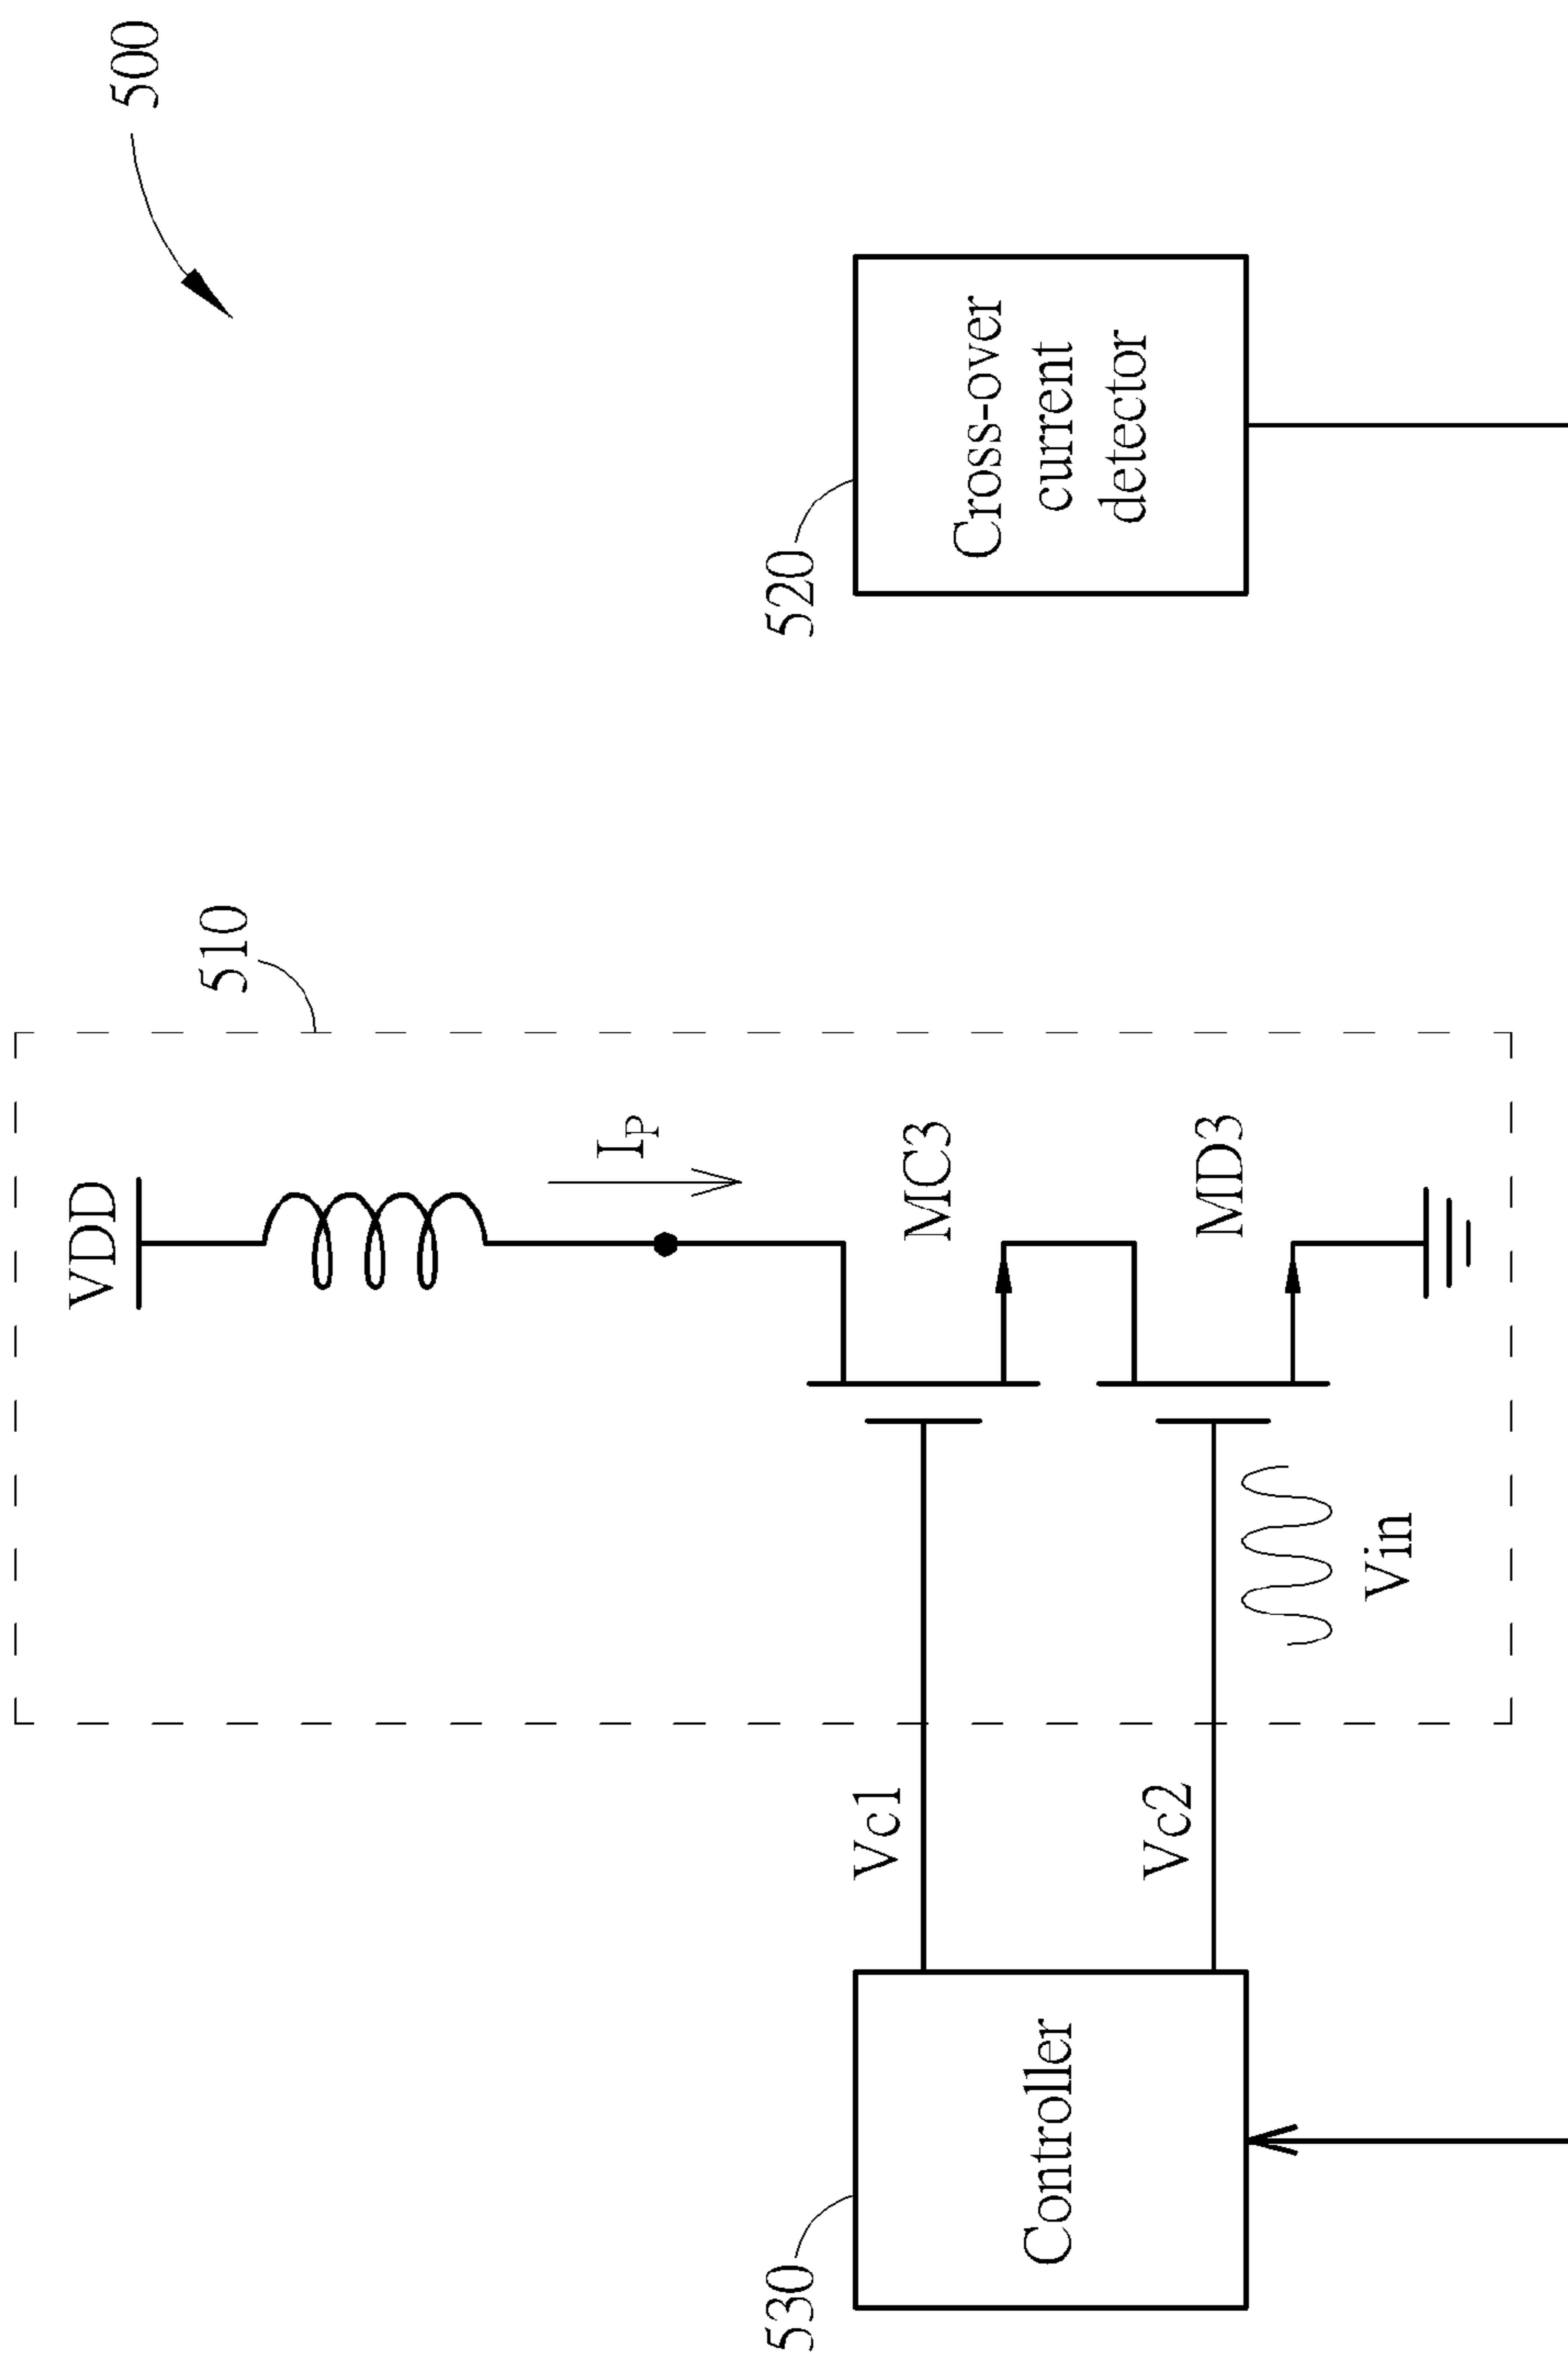 500
510
VDD
I_P
520
530
Vc1
MC3
Cross-over
current
detector
Controller
Vc2
MD3
Vin